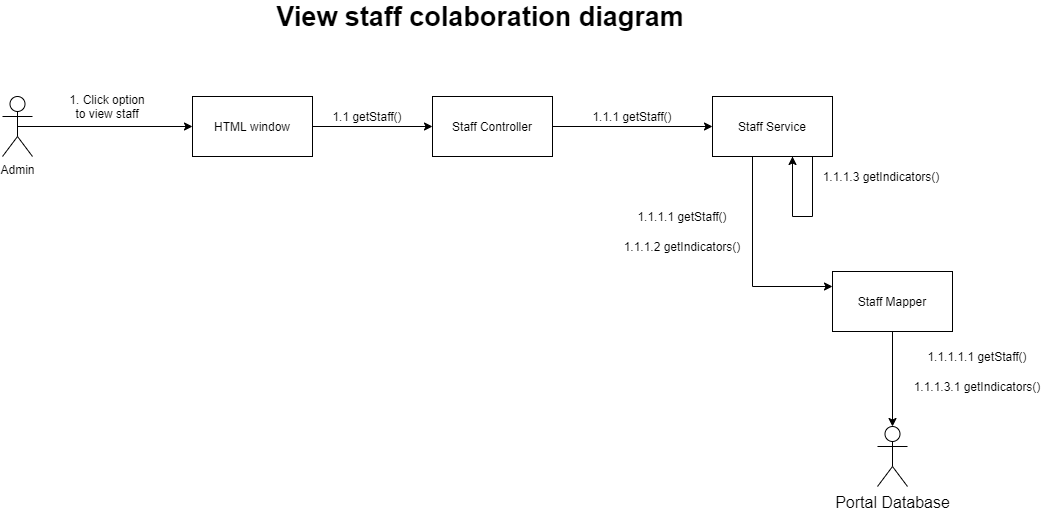 View staff colaboration diagram
1. Click option
to view staff
HTML window
1.1 getStaff()
Staff Controller
1.1.1 getStaff()
Staff Service
Admin
1.1.1.3 getIndicators()
1.1.1.1 getStaff()
1.1.1.2 getIndicators()
Staff Mapper
1.1.1.1.1 getStaff()
1.1.1.3.1 getIndicators()
Portal Database